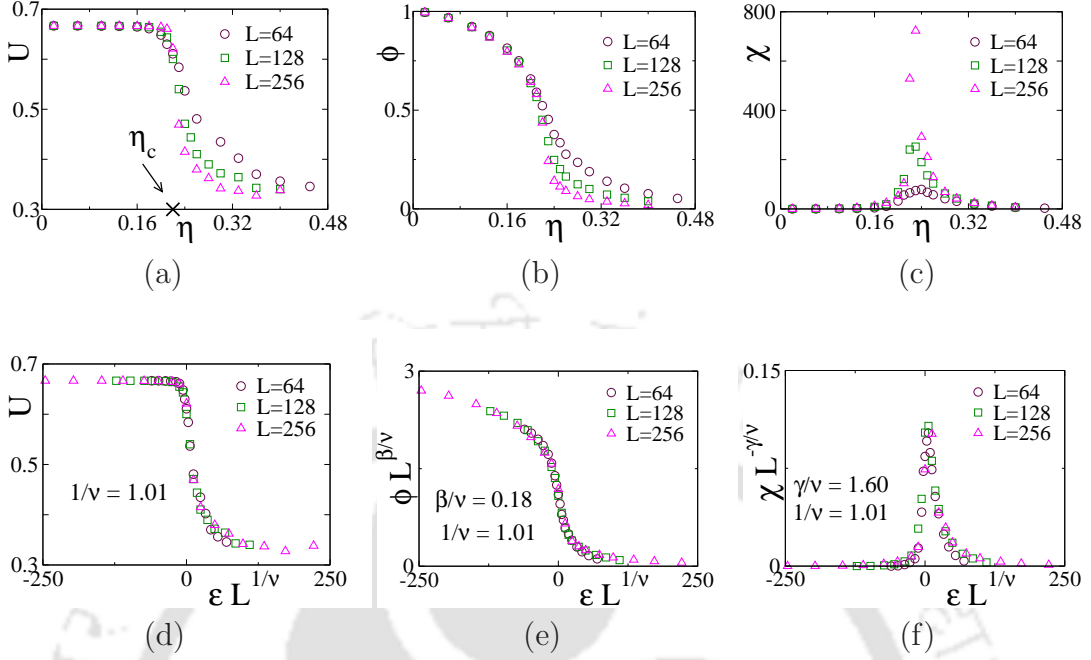 0.7
U
0.5
0.3
0.16
η
0.32
0.48
η_c
L=64
L=128
L=256
(a)
1
ϕ
0.5
0
0
0.16
η
0.32
0.48
L=64
L=128
L=256
(b)
800
χ
400
0
0
0.16
η
0.32
0.48
L=64
L=128
L=256
(c)
0.7
U
0.5
0.3
-250
0
250
ε L^{1/ν}
L=64
L=128
L=256
1/ν = 1.01
(d)
3
ϕ L^{β/ν}
0
-250
0
250
ε L^{1/ν}
L=64
L=128
L=256
β/ν = 0.18
1/ν = 1.01
(e)
0.15
χ L^{-γ/ν}
0
-250
0
250
ε L^{1/ν}
L=64
L=128
L=256
γ/ν = 1.60
1/ν = 1.01
(f)